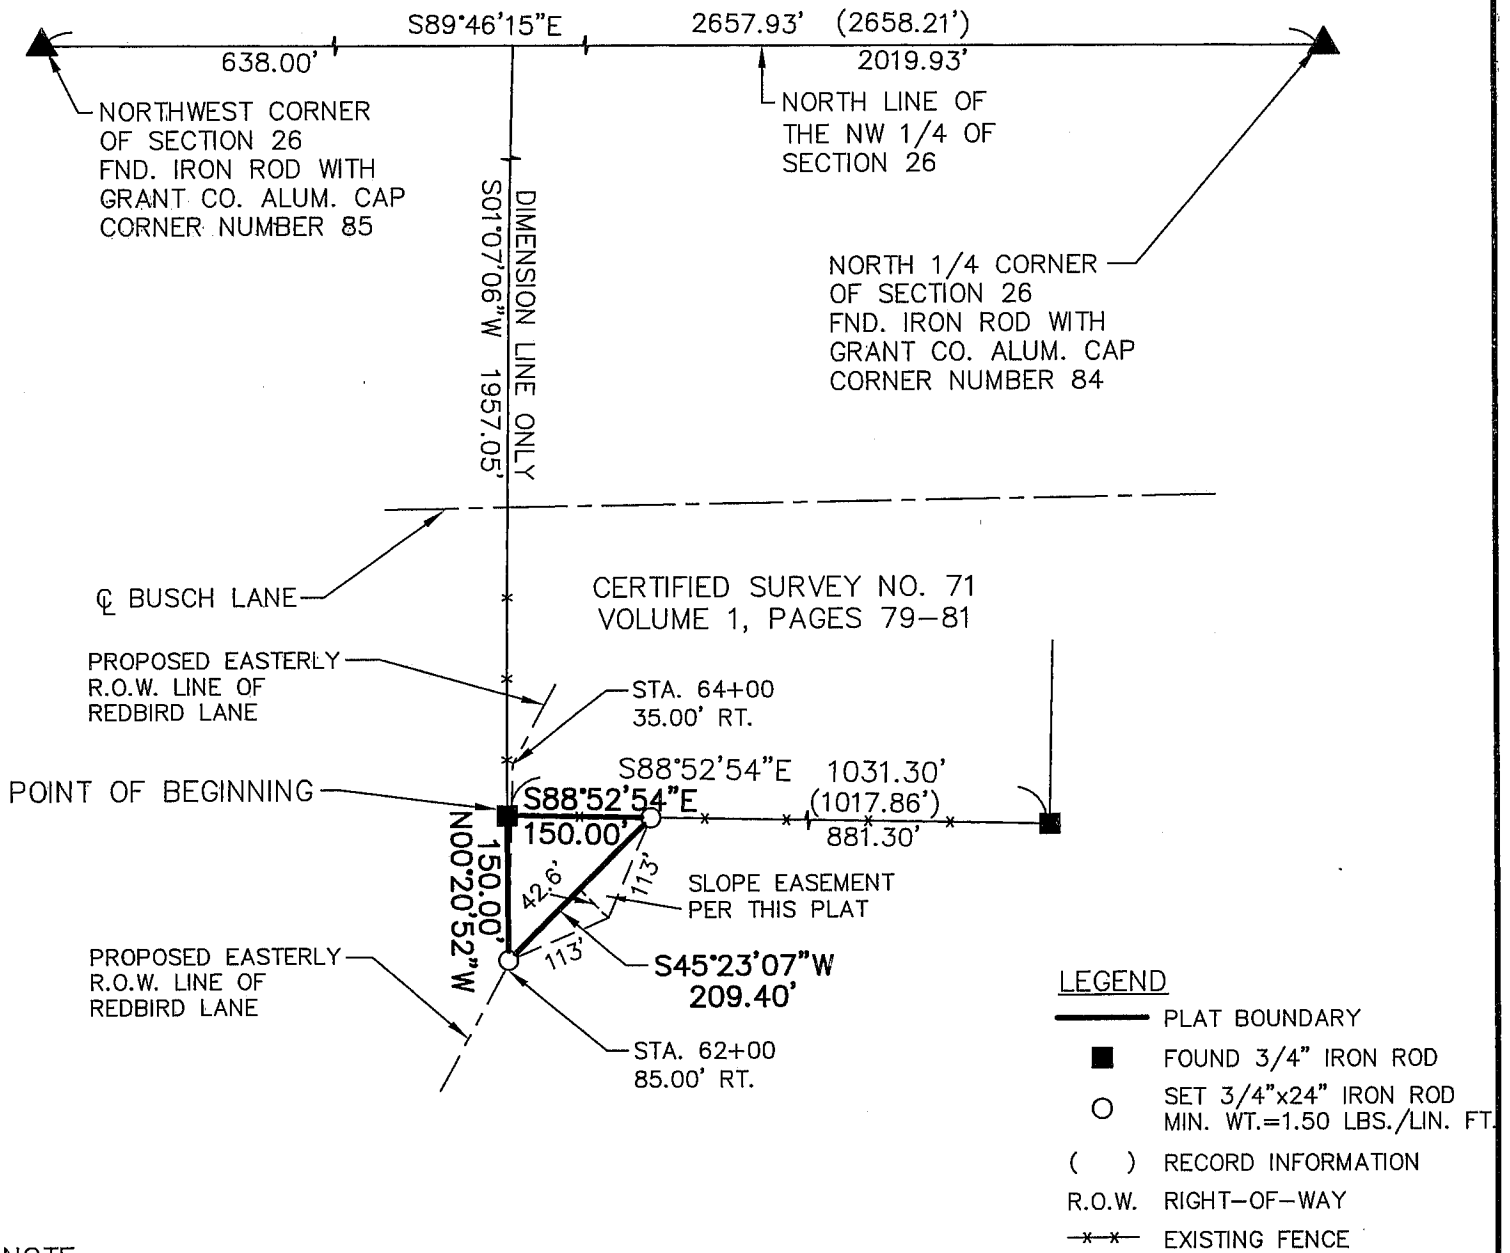 S89°46'15"E 2657.93' (2658.21')
638.00' 2019.93'
NORTHWEST CORNER
OF SECTION 26
FND. IRON ROD WITH
GRANT CO. ALUM. CAP
CORNER NUMBER 85
NORTH LINE OF
THE NW 1/4 OF
SECTION 26
DIMENSION LINE ONLY
S01°07'06"W 1957.05'
NORTH 1/4 CORNER
OF SECTION 26
FND. IRON ROD WITH
GRANT CO. ALUM. CAP
CORNER NUMBER 84
℄ BUSCH LANE
CERTIFIED SURVEY NO. 71
VOLUME 1, PAGES 79-81
PROPOSED EASTERLY
R.O.W. LINE OF
REDBIRD LANE
STA. 64+00
35.00' RT.
POINT OF BEGINNING
S88°52'54"E 1031.30'
(1017.86')
881.30'
S88°52'54"E
150.00'
150.00'
N00°20'52"W
42.6'
113'
113'
SLOPE EASEMENT
PER THIS PLAT
S45°23'07"W
209.40'
PROPOSED EASTERLY
R.O.W. LINE OF
REDBIRD LANE
STA. 62+00
85.00' RT.
LEGEND
PLAT BOUNDARY
FOUND 3/4" IRON ROD
SET 3/4"x24" IRON ROD
MIN. WT.=1.50 LBS./LIN. FT.
( ) RECORD INFORMATION
R.O.W. RIGHT-OF-WAY
EXISTING FENCE
NOTE